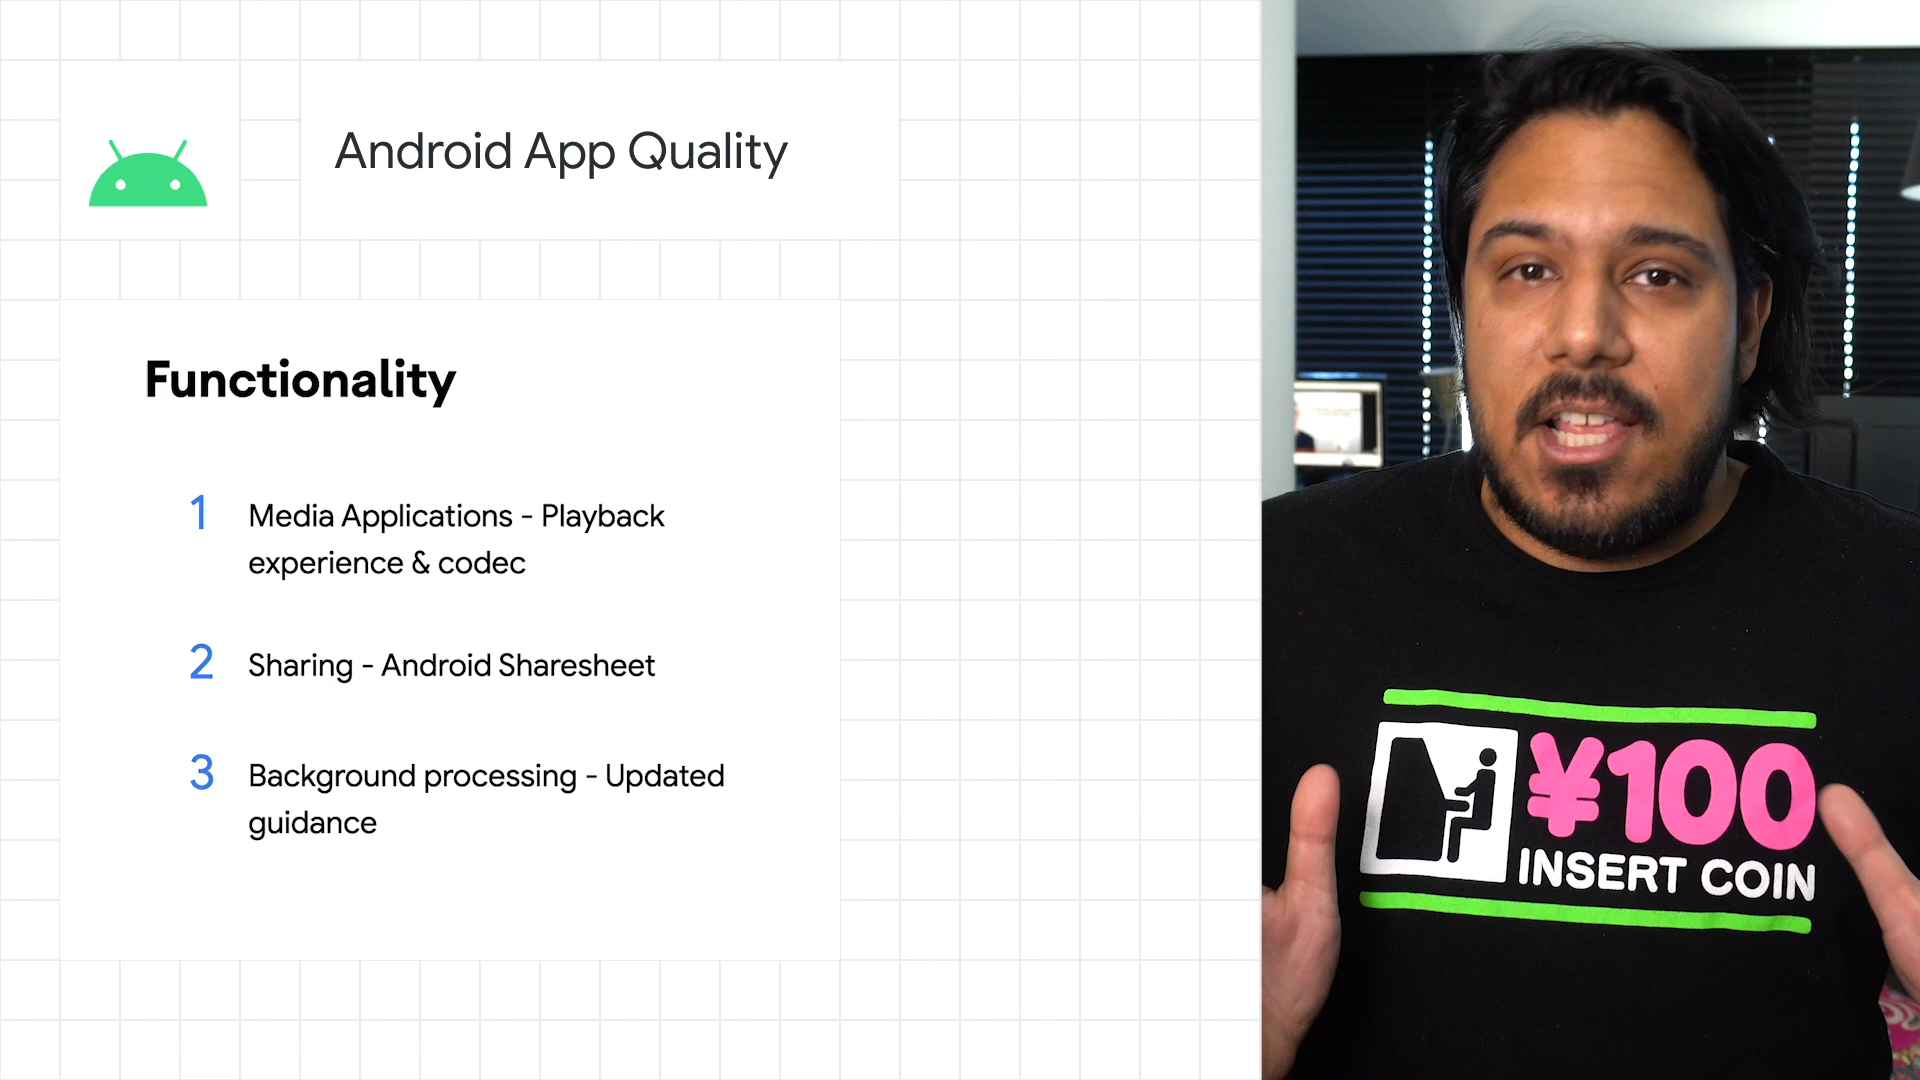 Android App Quality
Functionality
1 Media Applications - Playback
experience & codec
2 Sharing - Android Sharesheet
3 Background processing - Updated
guidance
¥100
INSERT COIN